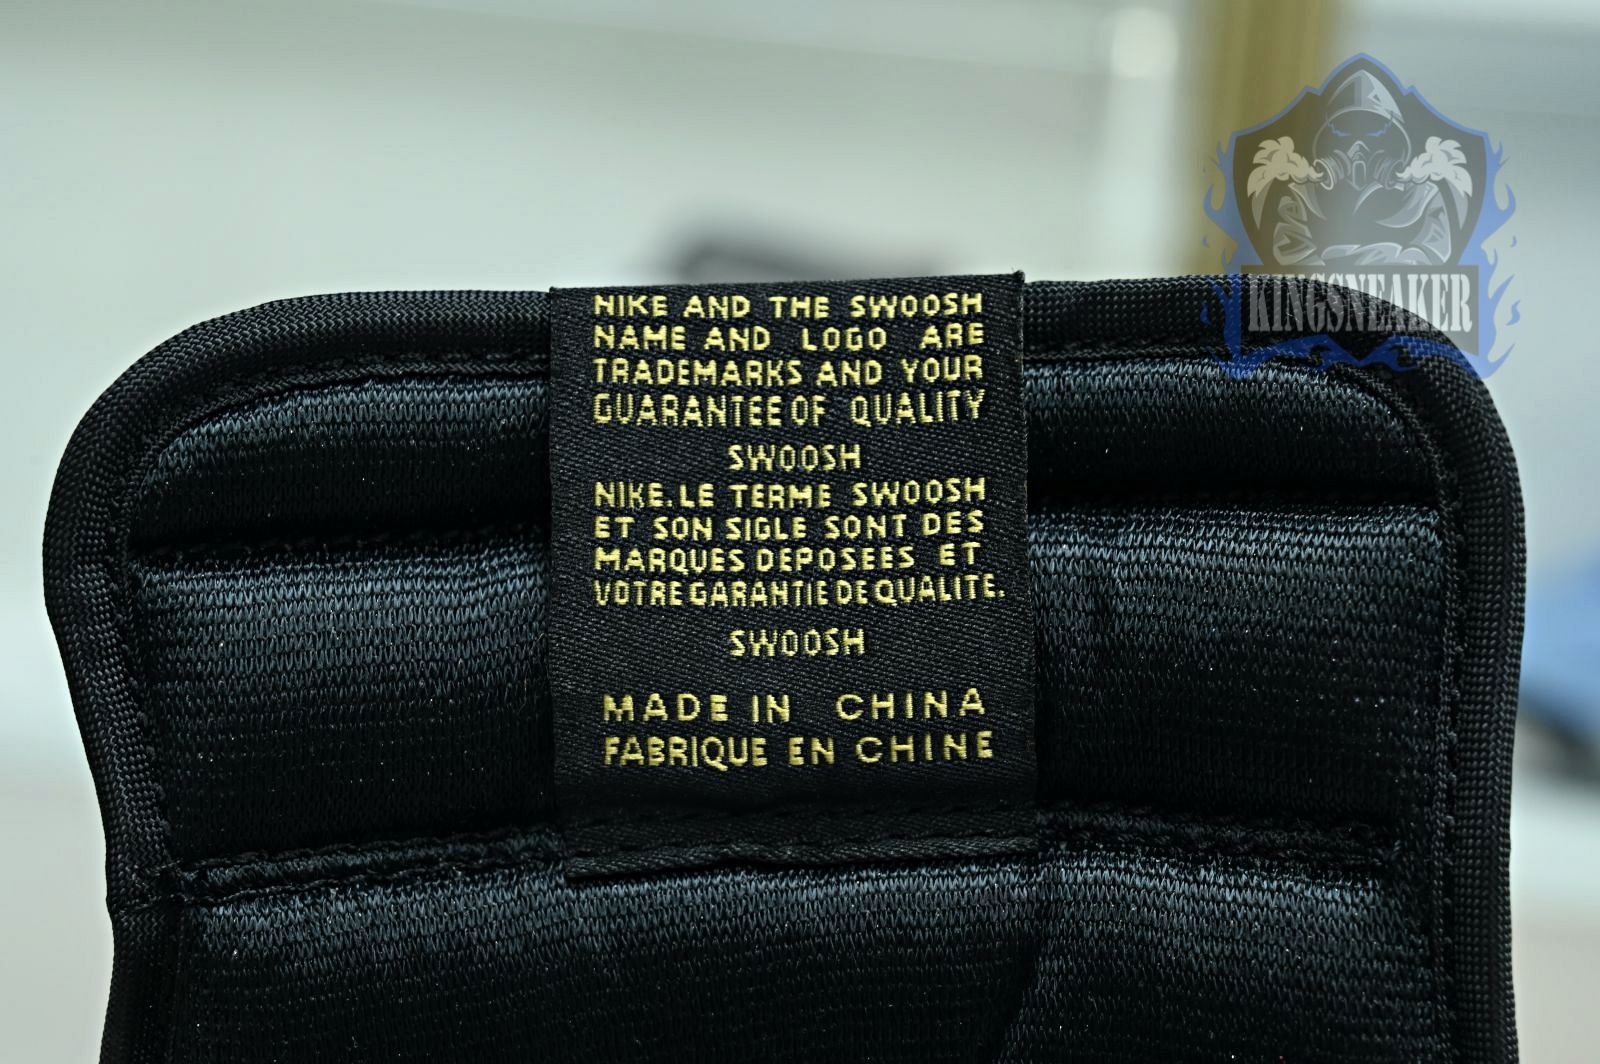 NIKE AND THE SWOOSH
NAME AND LOGO ARE
TRADEMARKS AND YOUR
GUARANTEE OF QUALITY
SWOOSH
NIKE.LE TERME SWOOSH
ET SON SIGLE SONT DES
MARQUES DEPOSEES ET
VOTRE GARANTIE DE QUALITE.
SWOOSH
MADE IN CHINA
FABRIQUE EN CHINE
KINGSNEAKER